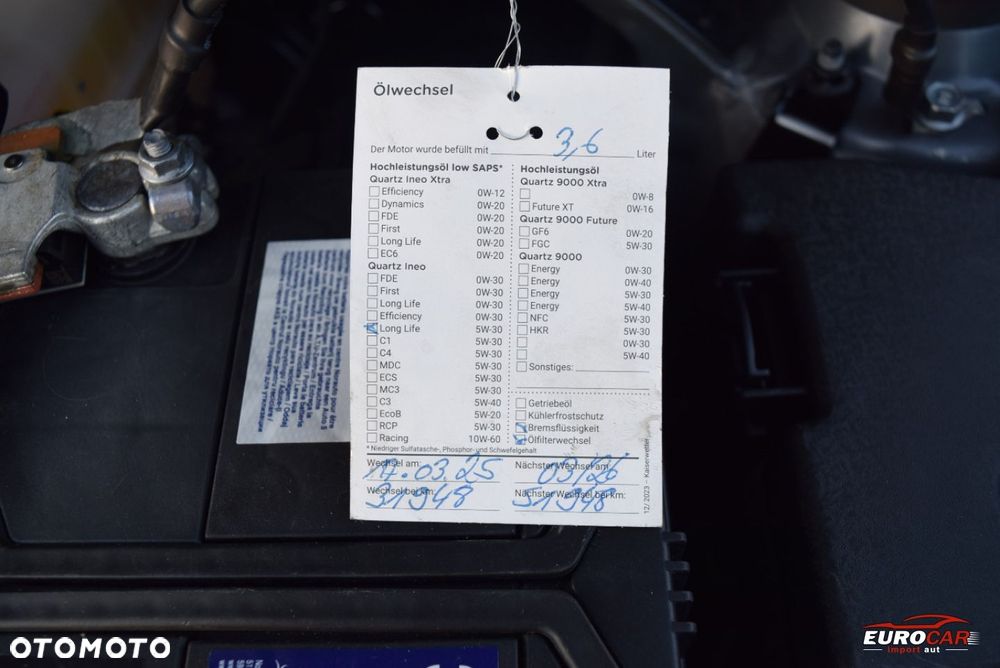 Ölwechsel
Der Motor wurde befüllt mit 3,6 Liter
Hochleistungsöl low SAPS*
Quartz Ineo Xtra
Efficiency 0W-12
Dynamics 0W-20
FDE 0W-20
First 0W-20
Long Life 0W-20
EC6 0W-20
Quartz Ineo
FDE 0W-30
First 0W-30
Long Life 0W-30
Efficiency 0W-30
Long Life 5W-30
C1 5W-30
C4 5W-30
MDC 5W-30
ECS 5W-30
MC3 5W-30
C3 5W-40
EcoB 5W-20
RCP 5W-30
Racing 10W-60
Hochleistungsöl
Quartz 9000 Xtra
0W-8
Future XT 0W-16
Quartz 9000 Future
GF6 0W-20
FGC 5W-30
Quartz 9000
Energy 0W-30
Energy 0W-40
Energy 5W-30
Energy 5W-40
NFC 5W-30
HKR 5W-30
0W-30
5W-40
Sonstiges:
Getriebeöl
Kühlerfrostschutz
Bremsflüssigkeit
Ölfilterwechsel
* Niedriger Sulfatasche-, Phosphor- und Schwefelgehalt
Wechsel am: 17.03.25
Nächster Wechsel am: 03/26
Wechsel bei km: 31948
Nächster Wechsel bei km: 51948
12/2023 – Kaiserwetter
OTOMOTO
EUROCAR
import aut